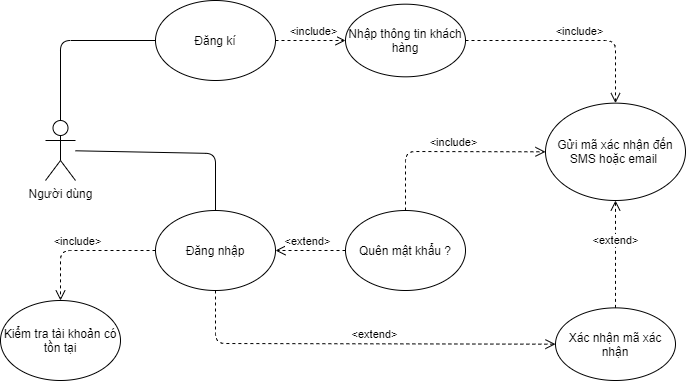 Đăng kí
<include>
Nhập thông tin khách
hàng
<include>
Người dùng
<include>
Gửi mã xác nhận đến
SMS hoặc email
<include>
Đăng nhập
<extend>
Quên mật khẩu ?
<extend>
Kiểm tra tài khoản có
tồn tại
<extend>
Xác nhận mã xác
nhận